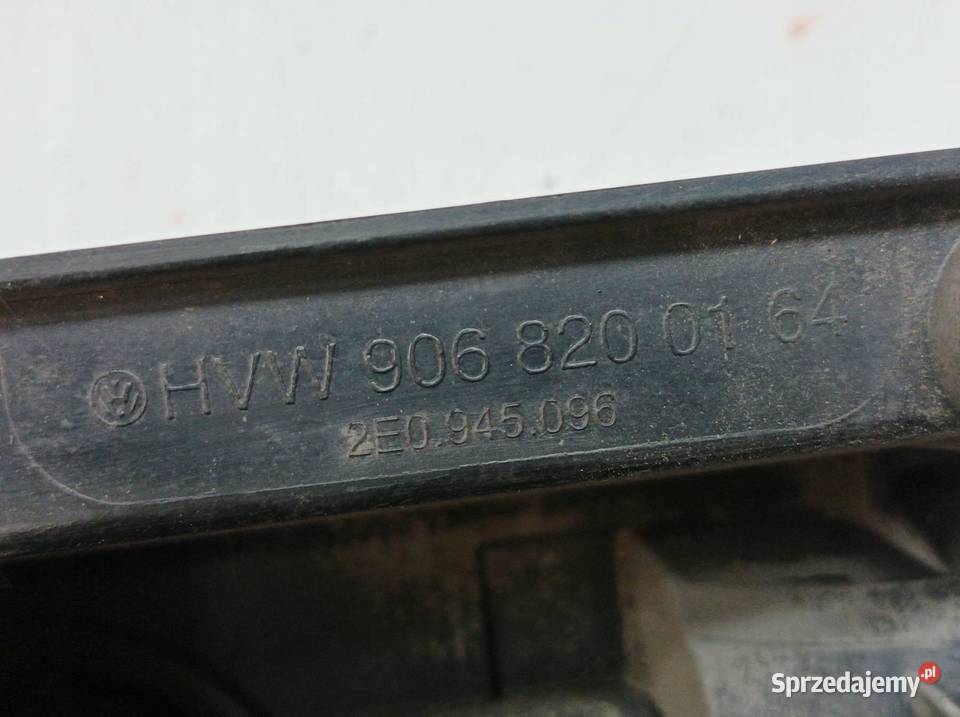 HVW 906 820 01 64
2E0.945.096
Sprzedajemy.pl